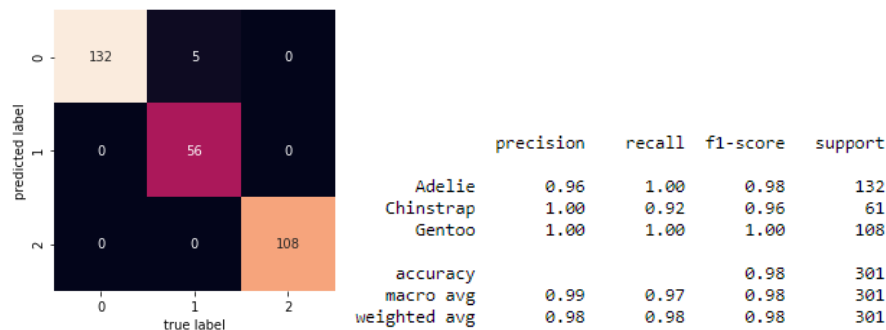 predicted label
0
132 5 0
1
0 56 0
2
0 0 108
0 1 2
true label
precision recall f1-score support
Adelie 0.96 1.00 0.98 132
Chinstrap 1.00 0.92 0.96 61
Gentoo 1.00 1.00 1.00 108
accuracy 0.98 301
macro avg 0.99 0.97 0.98 301
weighted avg 0.98 0.98 0.98 301